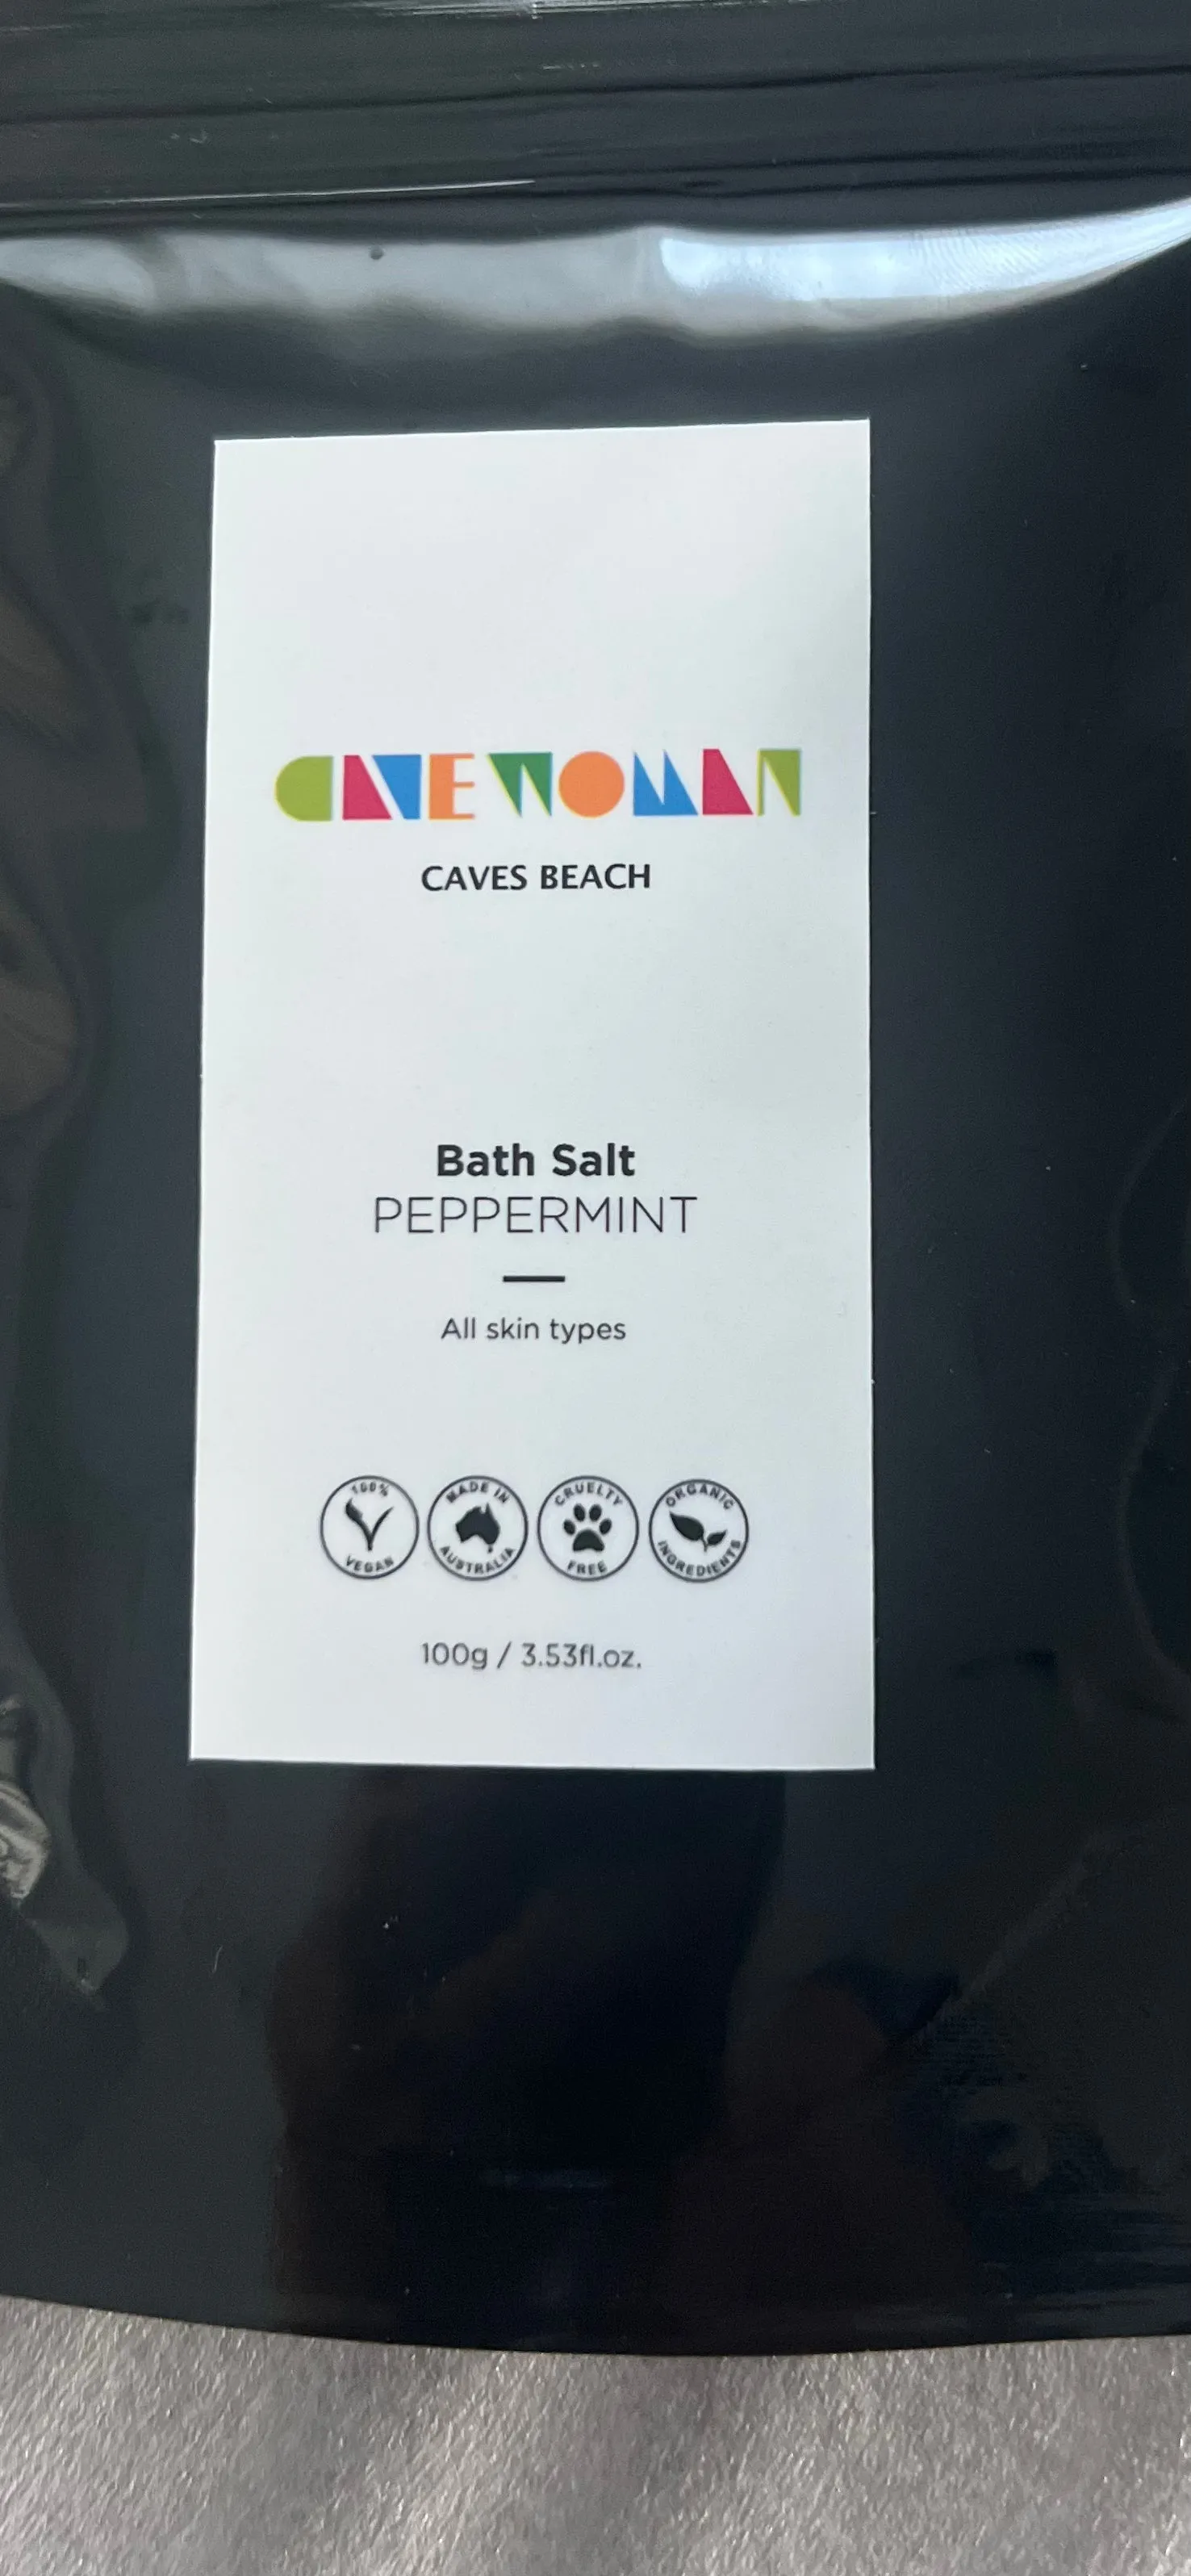 CAVE WOMAN
CAVES BEACH
Bath Salt
PEPPERMINT
All skin types
100% VEGAN
MADE IN AUSTRALIA
CRUELTY FREE
ORGANIC INGREDIENTS
100g / 3.53fl.oz.